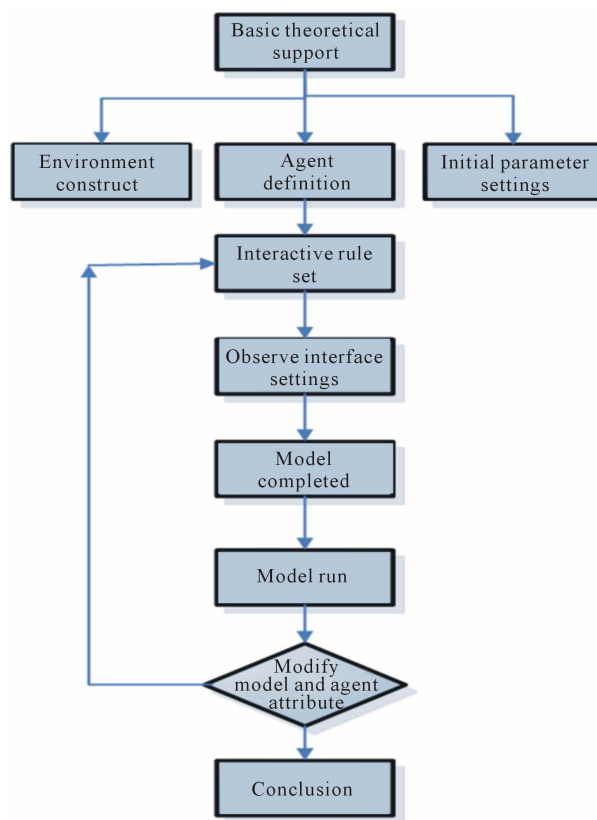 Basic theoretical
support
Environment
construct
Agent
definition
Initial parameter
settings
Interactive rule
set
Observe interface
settings
Model
completed
Model run
Modify
model and agent
attribute
Conclusion